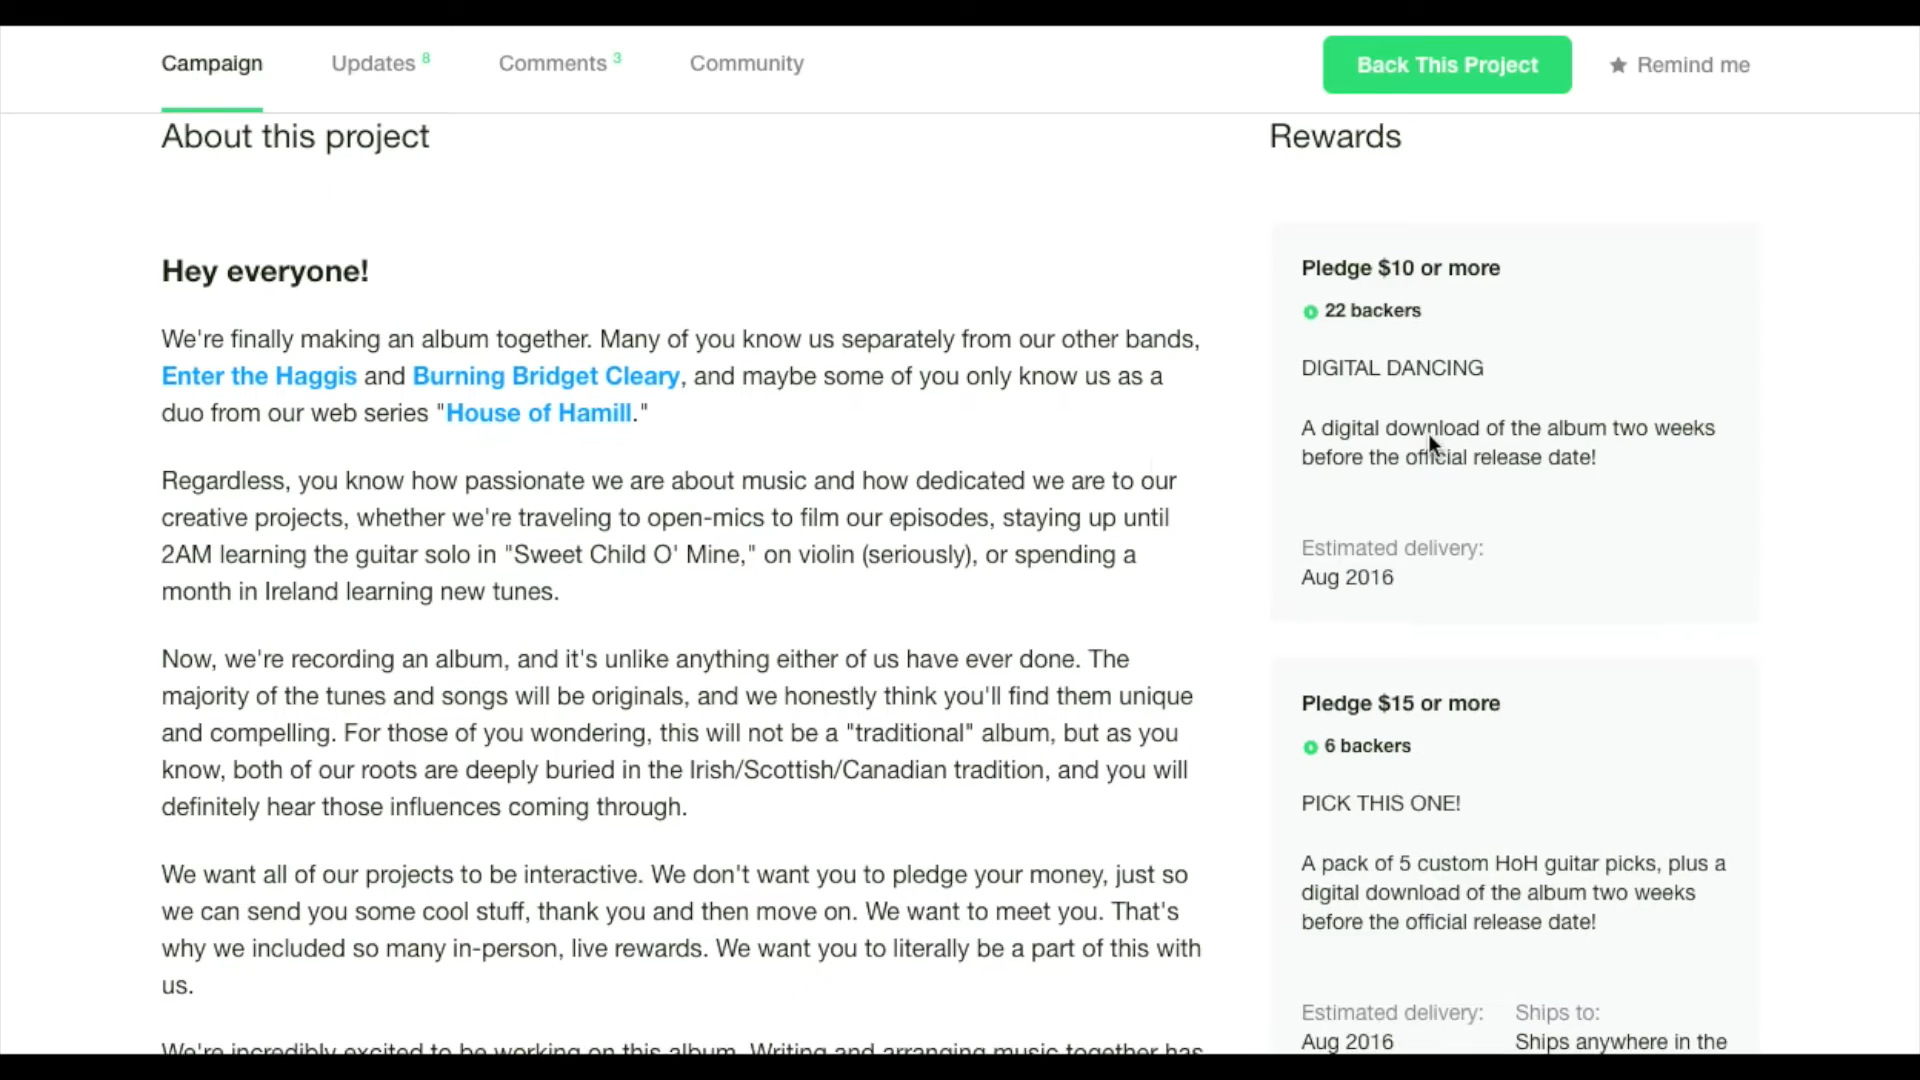 Campaign
Updates 8
Comments 3
Community
Back This Project
Remind me
About this project
Hey everyone!
We're finally making an album together. Many of you know us separately from our other bands,
Enter the Haggis and Burning Bridget Cleary, and maybe some of you only know us as a
duo from our web series "House of Hamill."
Regardless, you know how passionate we are about music and how dedicated we are to our
creative projects, whether we're traveling to open-mics to film our episodes, staying up until
2AM learning the guitar solo in "Sweet Child O' Mine," on violin (seriously), or spending a
month in Ireland learning new tunes.
Now, we're recording an album, and it's unlike anything either of us have ever done. The
majority of the tunes and songs will be originals, and we honestly think you'll find them unique
and compelling. For those of you wondering, this will not be a "traditional" album, but as you
know, both of our roots are deeply buried in the Irish/Scottish/Canadian tradition, and you will
definitely hear those influences coming through.
We want all of our projects to be interactive. We don't want you to pledge your money, just so
we can send you some cool stuff, thank you and then move on. We want to meet you. That's
why we included so many in-person, live rewards. We want you to literally be a part of this with
us.
We're incredibly excited to be working on this album. Writing and arranging music together has
Rewards
Pledge $10 or more
22 backers
DIGITAL DANCING
A digital download of the album two weeks
before the official release date!
Estimated delivery:
Aug 2016
Pledge $15 or more
6 backers
PICK THIS ONE!
A pack of 5 custom HoH guitar picks, plus a
digital download of the album two weeks
before the official release date!
Estimated delivery:
Aug 2016
Ships to:
Ships anywhere in the